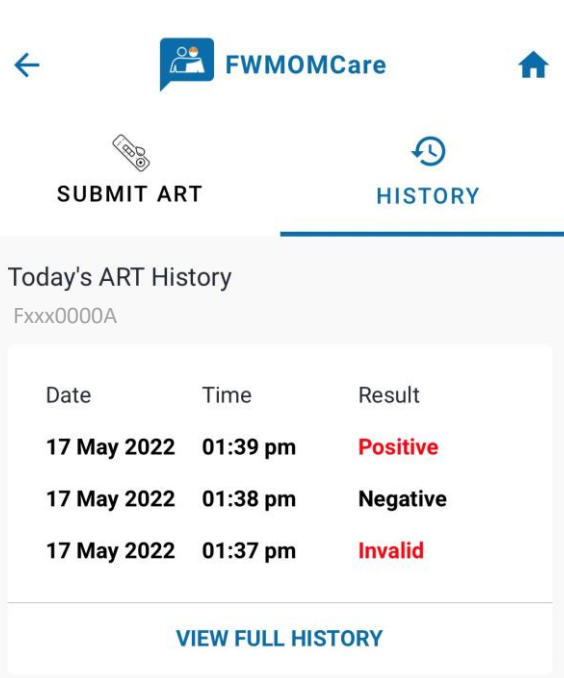 FWMOMCare
SUBMIT ART
HISTORY
Today's ART History
Fxxx0000A
Date Time Result
17 May 2022 01:39 pm Positive
17 May 2022 01:38 pm Negative
17 May 2022 01:37 pm Invalid
VIEW FULL HISTORY